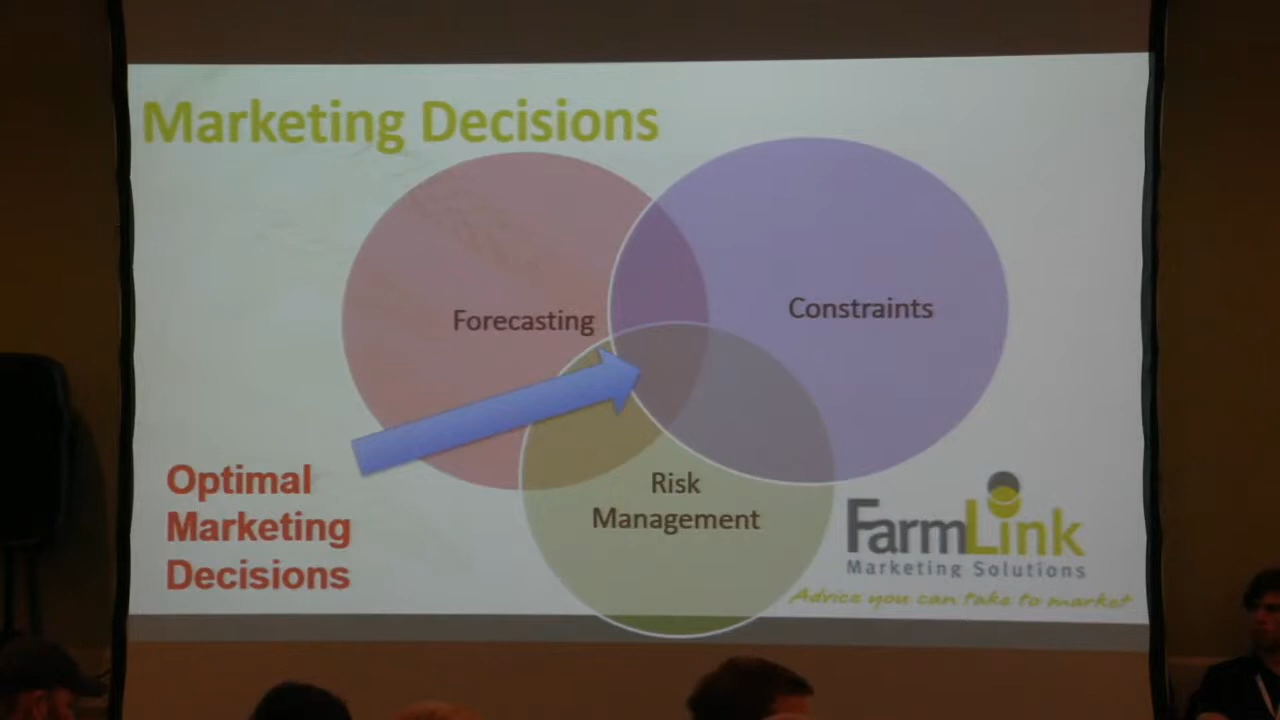 Marketing Decisions
Forecasting
Constraints
Risk
Management
Optimal
Marketing
Decisions
FarmLink
Marketing Solutions
Advice you can take to market